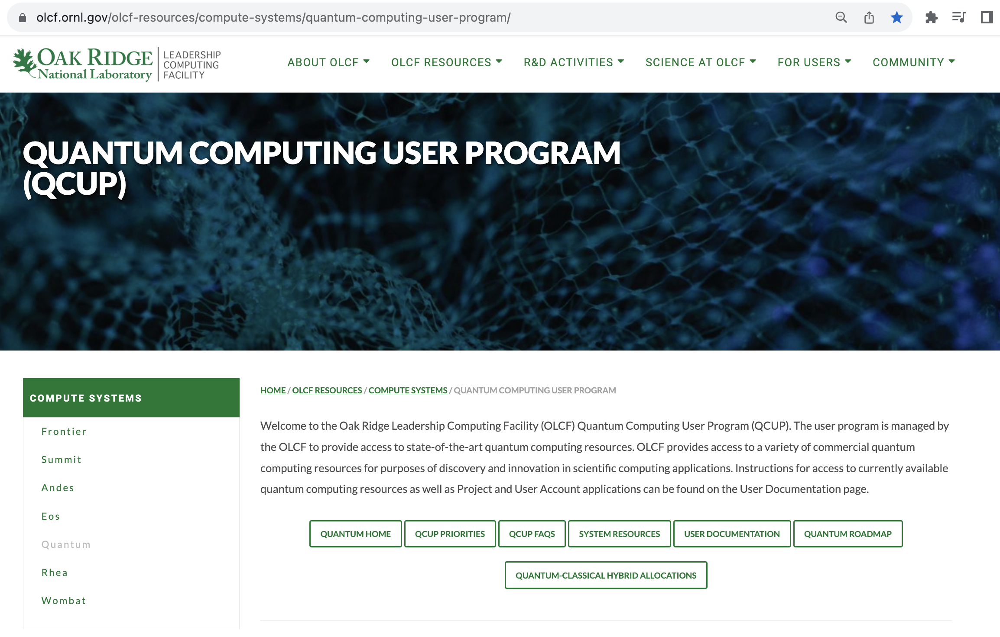 olcf.ornl.gov/olcf-resources/compute-systems/quantum-computing-user-program/
OAK RIDGE
National Laboratory
LEADERSHIP
COMPUTING
FACILITY
ABOUT OLCF
OLCF RESOURCES
R&D ACTIVITIES
SCIENCE AT OLCF
FOR USERS
COMMUNITY
QUANTUM COMPUTING USER PROGRAM
(QCUP)
COMPUTE SYSTEMS
Frontier
Summit
Andes
Eos
Quantum
Rhea
Wombat
HOME / OLCF RESOURCES / COMPUTE SYSTEMS / QUANTUM COMPUTING USER PROGRAM
Welcome to the Oak Ridge Leadership Computing Facility (OLCF) Quantum Computing User Program (QCUP). The user program is managed by
the OLCF to provide access to state-of-the-art quantum computing resources. OLCF provides access to a variety of commercial quantum
computing resources for purposes of discovery and innovation in scientific computing applications. Instructions for access to currently available
quantum computing resources as well as Project and User Account applications can be found on the User Documentation page.
QUANTUM HOME
QCUP PRIORITIES
QCUP FAQS
SYSTEM RESOURCES
USER DOCUMENTATION
QUANTUM ROADMAP
QUANTUM-CLASSICAL HYBRID ALLOCATIONS